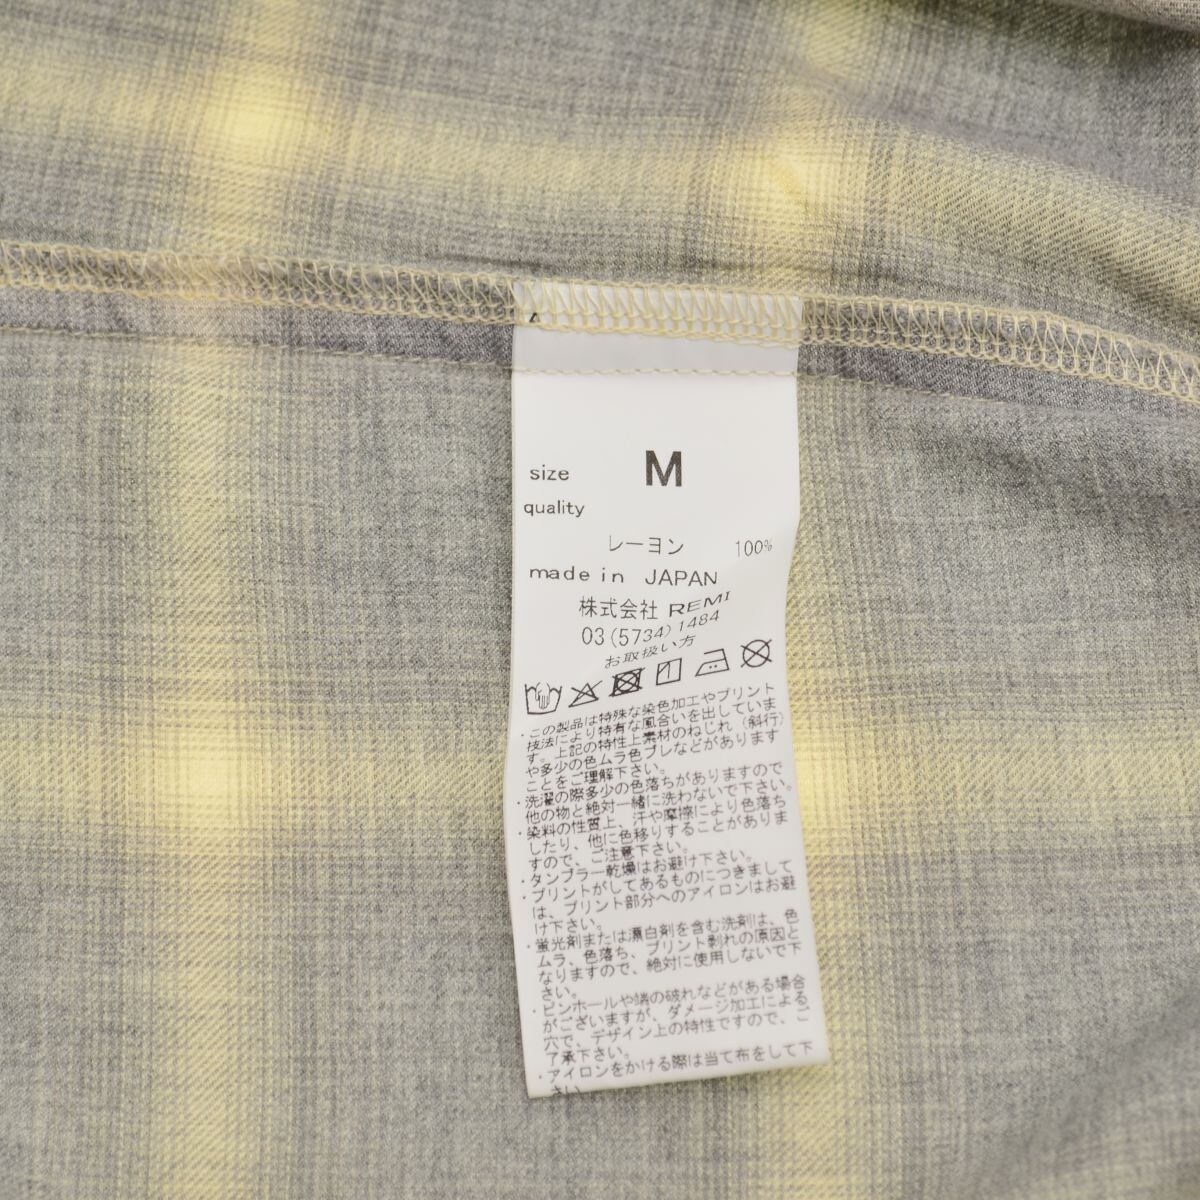 size M
quality
レーヨン 100%
made in JAPAN
株式会社 REMI
03(5734)1484
お取扱い方
・この製品は特殊な染色加工やプリント
技法により特有な風合いを出していま
す。上記の特性上素材のねじれ（斜行）
や多少の色ムラ色ブレなどがあります
ことをご理解下さい。
・洗濯の際多少の色落ちがありますので
他の物と絶対一緒に洗わないで下さい。
・染料の性質上、汗や摩擦により色落ち
したり、他に色移りすることがありま
すので、ご注意下さい。
・タンブラー乾燥はお避け下さい。
・プリントがしてあるものにつきまして
は、プリント部分へのアイロンはお避
け下さい。
・蛍光剤または漂白剤を含む洗剤は、色
ムラ、色落ち、プリント剥れの原因と
なりますので、絶対に使用しないで下
さい。
・ピンホールや端の破れなどがある場合
がございますが、ダメージ加工による
穴で、デザイン上の特性ですので、ご
了承下さい。
・アイロンをかける際は当て布をして下
さい。